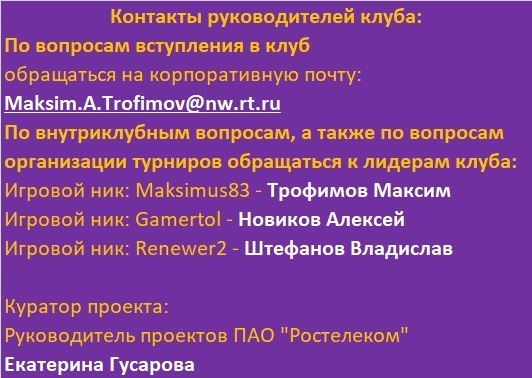 Контакты руководителей клуба:
По вопросам вступления в клуб
обращаться на корпоративную почту:
Maksim.A.Trofimov@nw.rt.ru
По внутриклубным вопросам, а также по вопросам
организации турниров обращаться к лидерам клуба:
Игровой ник: Maksimus83 - Трофимов Максим
Игровой ник: Gamertol - Новиков Алексей
Игровой ник: Renewer2 - Штефанов Владислав
Куратор проекта:
Руководитель проектов ПАО "Ростелеком"
Екатерина Гусарова